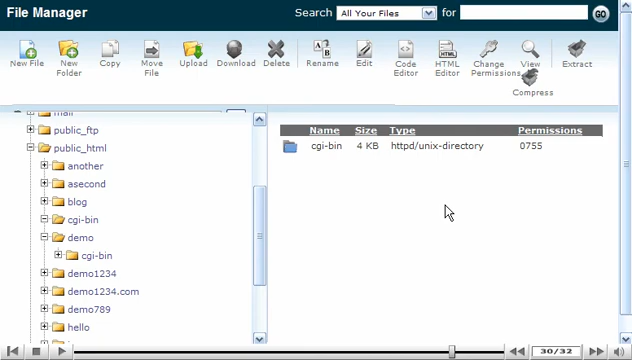 File Manager
Search All Your Files for GO
New File New Folder Copy Move File Upload Download Delete Rename Edit Code Editor HTML Editor Change Permissions View Extract
Compress
mail
public_ftp
public_html
another
asecond
blog
cgi-bin
demo
cgi-bin
demo1234
demo1234.com
demo789
hello
Name Size Type Permissions
cgi-bin 4 KB httpd/unix-directory 0755
30/32